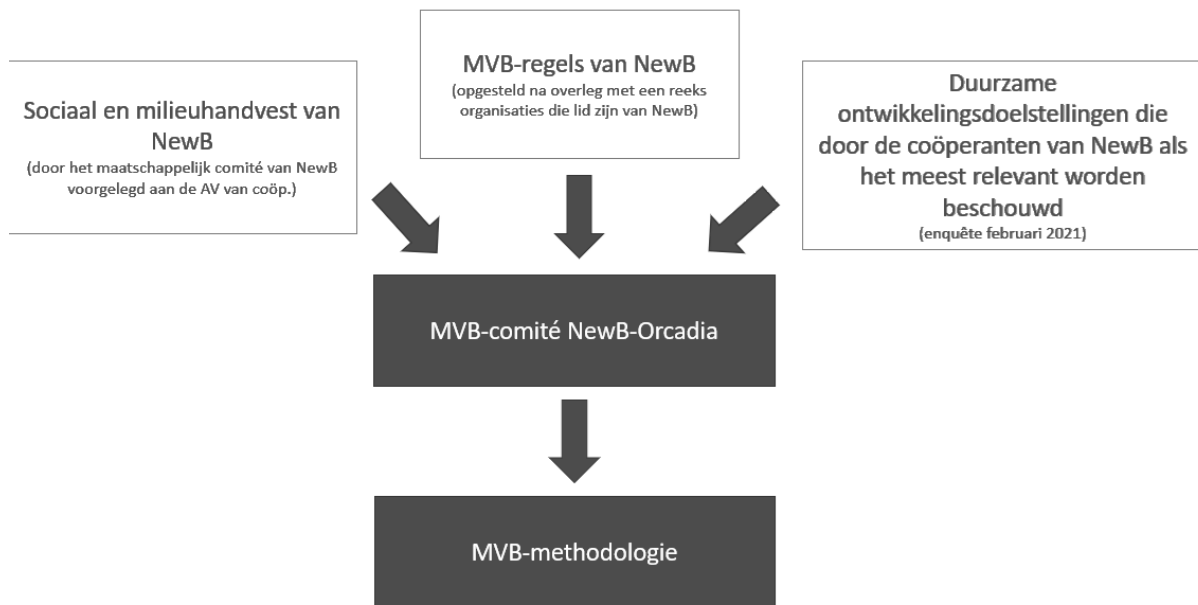 Sociaal en milieuhandvest van
NewB
(door het maatschappelijk comité van NewB
voorgelegd aan de AV van coöp.)
MVB-regels van NewB
(opgesteld na overleg met een reeks
organisaties die lid zijn van NewB)
Duurzame
ontwikkelingsdoelstellingen die
door de coöperanten van NewB als
het meest relevant worden
beschouwd
(enquête februari 2021)
MVB-comité NewB-Orcadia
MVB-methodologie